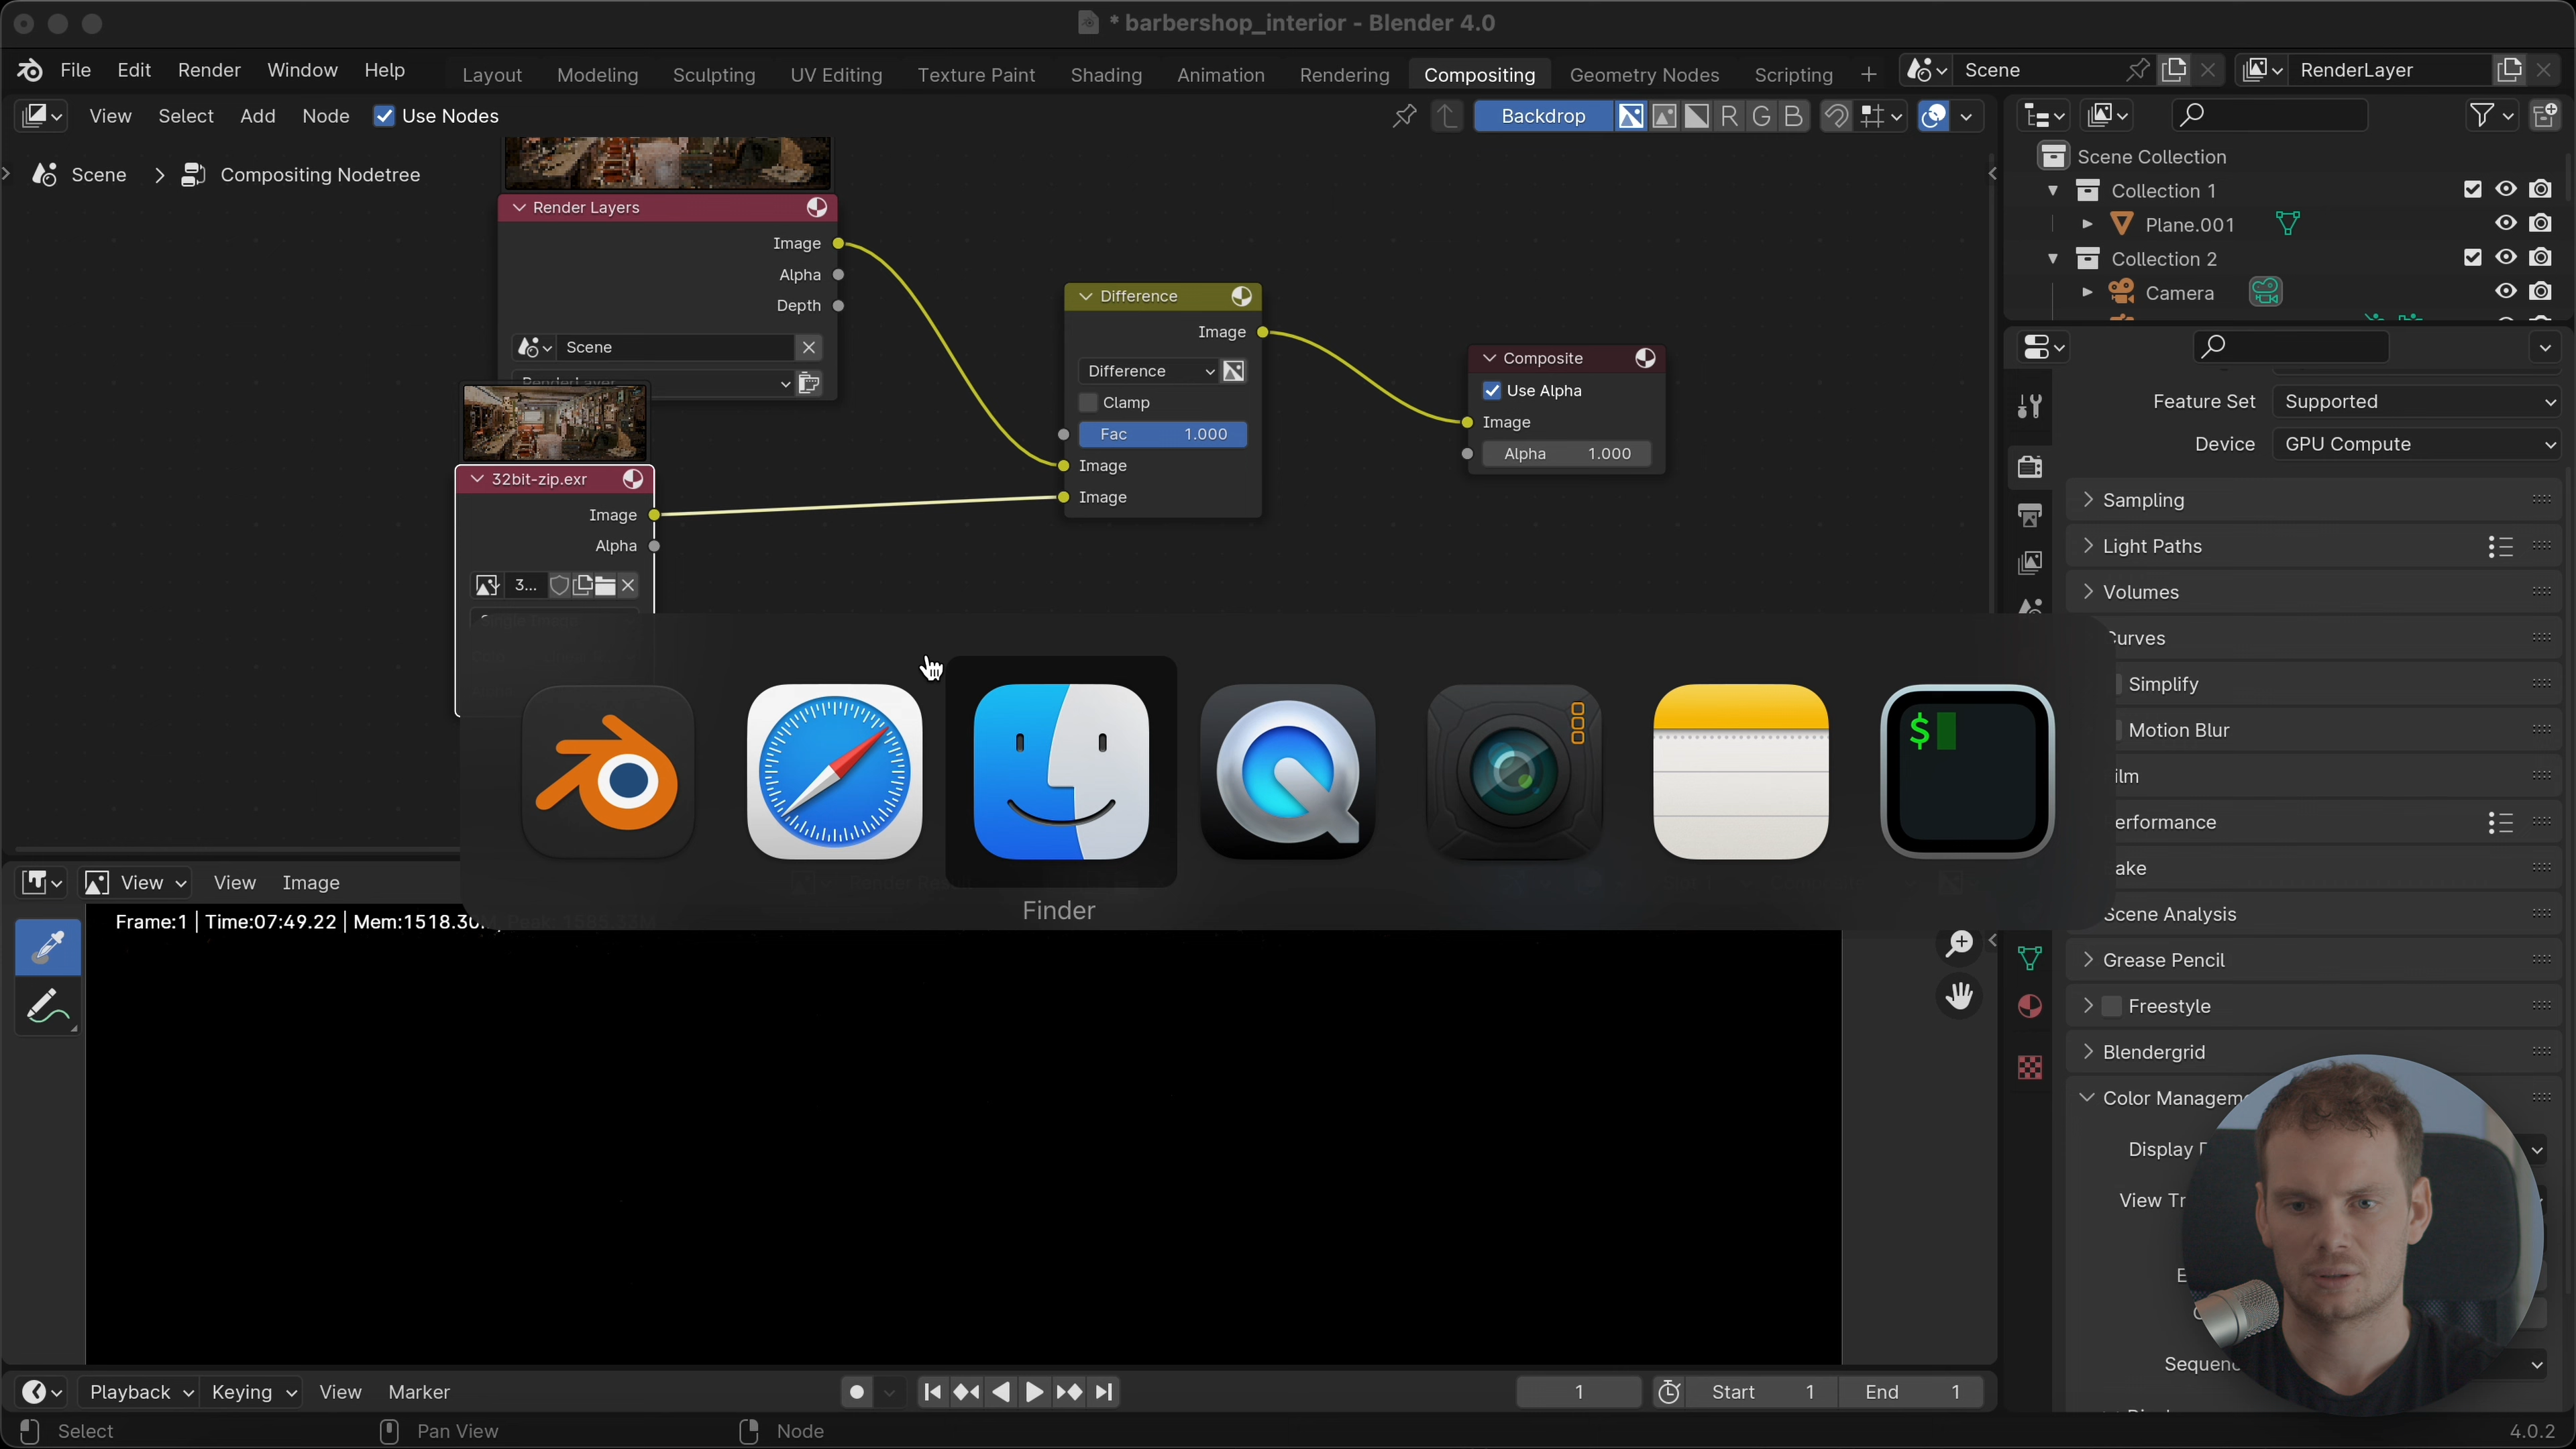 * barbershop_interior - Blender 4.0
File Edit Render Window Help
Layout Modeling Sculpting UV Editing Texture Paint Shading Animation Rendering Compositing Geometry Nodes Scripting +
Scene
RenderLayer
View Select Add Node Use Nodes
Backdrop
R G B
Scene > Compositing Nodetree
Scene Collection
Collection 1
Plane.001
Collection 2
Camera
Render Layers
Image
Alpha
Depth
Scene
RenderLayer
Difference
Image
Difference
Clamp
Fac 1.000
Image
Image
Composite
Use Alpha
Image
Alpha 1.000
32bit-zip.exr
Image
Alpha
3...
Feature Set Supported
Device GPU Compute
Sampling
Light Paths
Volumes
Curves
Simplify
Motion Blur
ilm
erformance
ake
Scene Analysis
Grease Pencil
Freestyle
Blendergrid
Color Managem
Display
View Tr
Sequenc
$
Finder
View View Image
Frame:1 | Time:07:49.22 | Mem:1518.30
Playback Keying View Marker
1
Start 1
End 1
Select
Pan View
Node
4.0.2